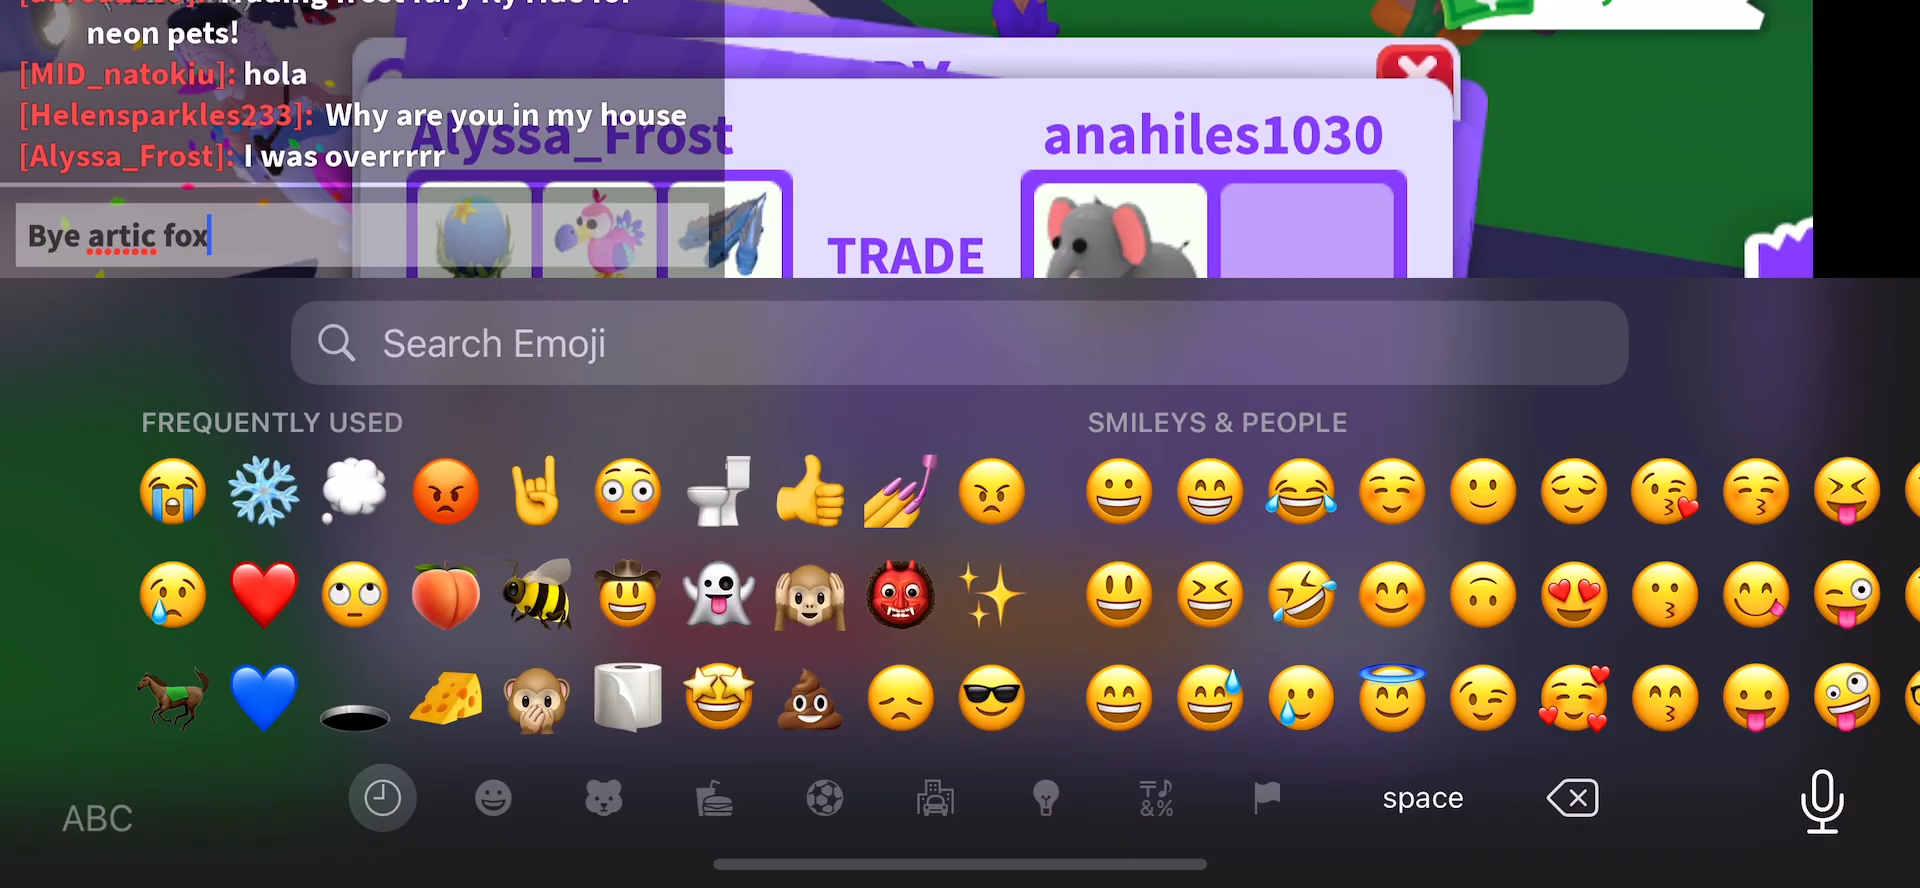 neon pets!
[MID_natokiu]: hola
[Helensparkles233]: Why are you in my house
[Alyssa_Frost]: I was overrrrr
Alyssa_Frost
anahiles1030
Bye artic fox
TRADE
Search Emoji
FREQUENTLY USED
SMILEYS & PEOPLE
ABC
space